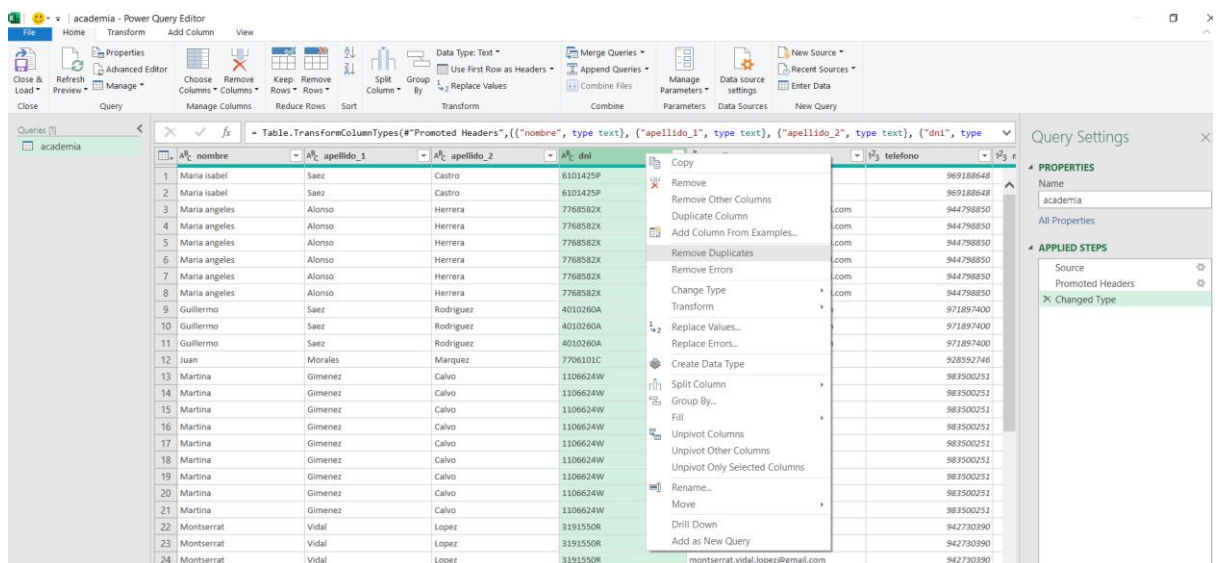 academia - Power Query Editor
File Home Transform Add Column View
Close & Load
Refresh Preview
Properties
Advanced Editor
Manage
Choose Columns
Remove Columns
Keep Rows
Remove Rows
Split Column
Group By
Data Type: Text
Use First Row as Headers
Replace Values
Merge Queries
Append Queries
Combine Files
Manage Parameters
Data source settings
New Source
Recent Sources
Enter Data
Close Query Manage Columns Reduce Rows Sort Transform Combine Parameters Data Sources New Query
Queries [1]
academia
fx = Table.TransformColumnTypes(#"Promoted Headers",{{"nombre", type text}, {"apellido_1", type text}, {"apellido_2", type text}, {"dni", type
nombre apellido_1 apellido_2 dni telefono
1 Maria isabel Saez Castro 6101425P 969188648
2 Maria isabel Saez Castro 6101425P 969188648
3 Maria angeles Alonso Herrera 7768582X l.com 944798850
4 Maria angeles Alonso Herrera 7768582X l.com 944798850
5 Maria angeles Alonso Herrera 7768582X l.com 944798850
6 Maria angeles Alonso Herrera 7768582X l.com 944798850
7 Maria angeles Alonso Herrera 7768582X l.com 944798850
8 Maria angeles Alonso Herrera 7768582X l.com 944798850
9 Guillermo Saez Rodriguez 4010260A 971897400
10 Guillermo Saez Rodriguez 4010260A 971897400
11 Guillermo Saez Rodriguez 4010260A 971897400
12 Juan Morales Marquez 7706101C 928592746
13 Martina Gimenez Calvo 1106624W 983500251
14 Martina Gimenez Calvo 1106624W 983500251
15 Martina Gimenez Calvo 1106624W 983500251
16 Martina Gimenez Calvo 1106624W 983500251
17 Martina Gimenez Calvo 1106624W 983500251
18 Martina Gimenez Calvo 1106624W 983500251
19 Martina Gimenez Calvo 1106624W 983500251
20 Martina Gimenez Calvo 1106624W 983500251
21 Martina Gimenez Calvo 1106624W 983500251
22 Montserrat Vidal Lopez 3191550R 942730390
23 Montserrat Vidal Lopez 3191550R 942730390
24 Montserrat Vidal Lopez 3191550R montserrat.vidal.lopez@gmail.com 942730390
Copy
Remove
Remove Other Columns
Duplicate Column
Add Column From Examples...
Remove Duplicates
Remove Errors
Change Type
Transform
Replace Values...
Replace Errors...
Create Data Type
Split Column
Group By...
Fill
Unpivot Columns
Unpivot Other Columns
Unpivot Only Selected Columns
Rename...
Move
Drill Down
Add as New Query
Query Settings
PROPERTIES
Name
academia
All Properties
APPLIED STEPS
Source
Promoted Headers
Changed Type